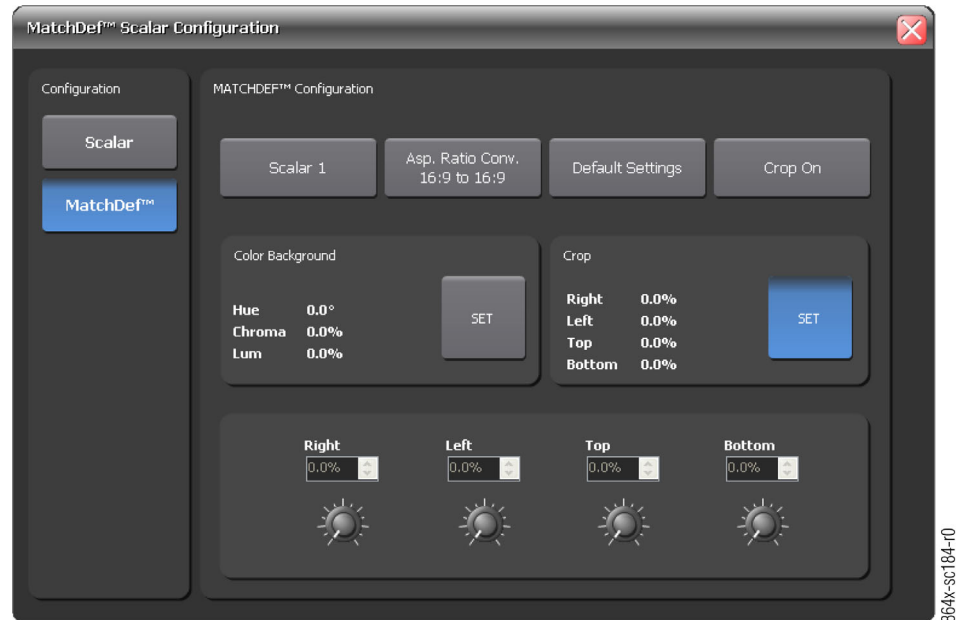 MatchDef™ Scalar Configuration
Configuration
Scalar
MatchDef™
MATCHDEF™ Configuration
Scalar 1
Asp. Ratio Conv.
16:9 to 16:9
Default Settings
Crop On
Color Background
Hue 0.0°
Chroma 0.0%
Lum 0.0%
SET
Crop
Right 0.0%
Left 0.0%
Top 0.0%
Bottom 0.0%
SET
Right
0.0%
Left
0.0%
Top
0.0%
Bottom
0.0%
864x-sc184-r0